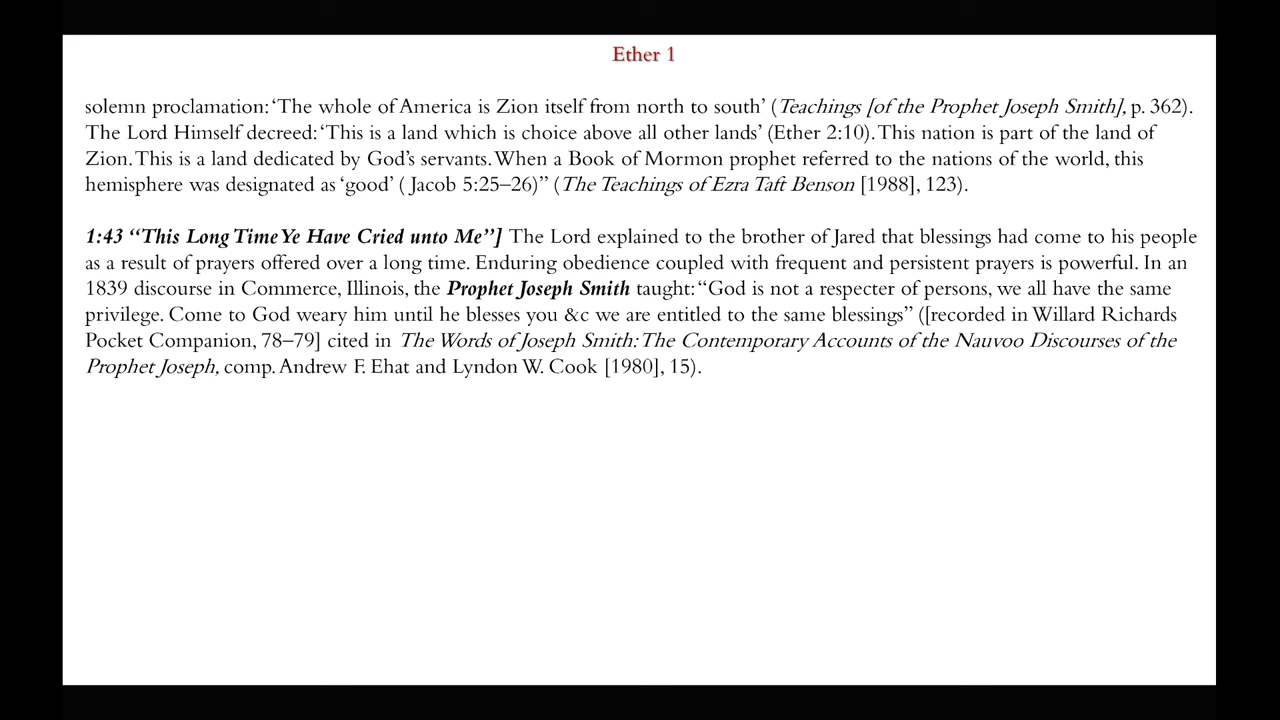 Ether 1
solemn proclamation: ‘The whole of America is Zion itself from north to south’ (Teachings [of the Prophet Joseph Smith], p. 362).
The Lord Himself decreed: ‘This is a land which is choice above all other lands’ (Ether 2:10). This nation is part of the land of
Zion. This is a land dedicated by God’s servants. When a Book of Mormon prophet referred to the nations of the world, this
hemisphere was designated as ‘good’ ( Jacob 5:25–26)” (The Teachings of Ezra Taft Benson [1988], 123).
1:43 “This Long Time Ye Have Cried unto Me”] The Lord explained to the brother of Jared that blessings had come to his people
as a result of prayers offered over a long time. Enduring obedience coupled with frequent and persistent prayers is powerful. In an
1839 discourse in Commerce, Illinois, the Prophet Joseph Smith taught: “God is not a respecter of persons, we all have the same
privilege. Come to God weary him until he blesses you &c we are entitled to the same blessings” ([recorded in Willard Richards
Pocket Companion, 78–79] cited in The Words of Joseph Smith: The Contemporary Accounts of the Nauvoo Discourses of the
Prophet Joseph, comp. Andrew F. Ehat and Lyndon W. Cook [1980], 15).